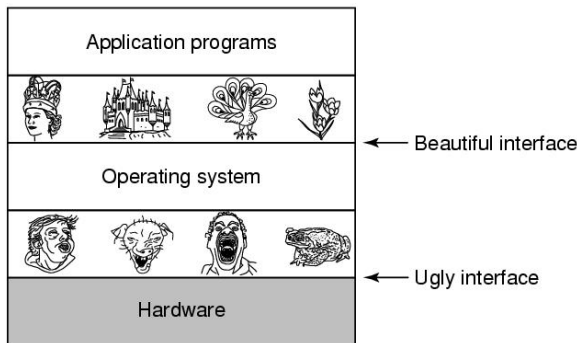 Application programs
Beautiful interface
Operating system
Ugly interface
Hardware